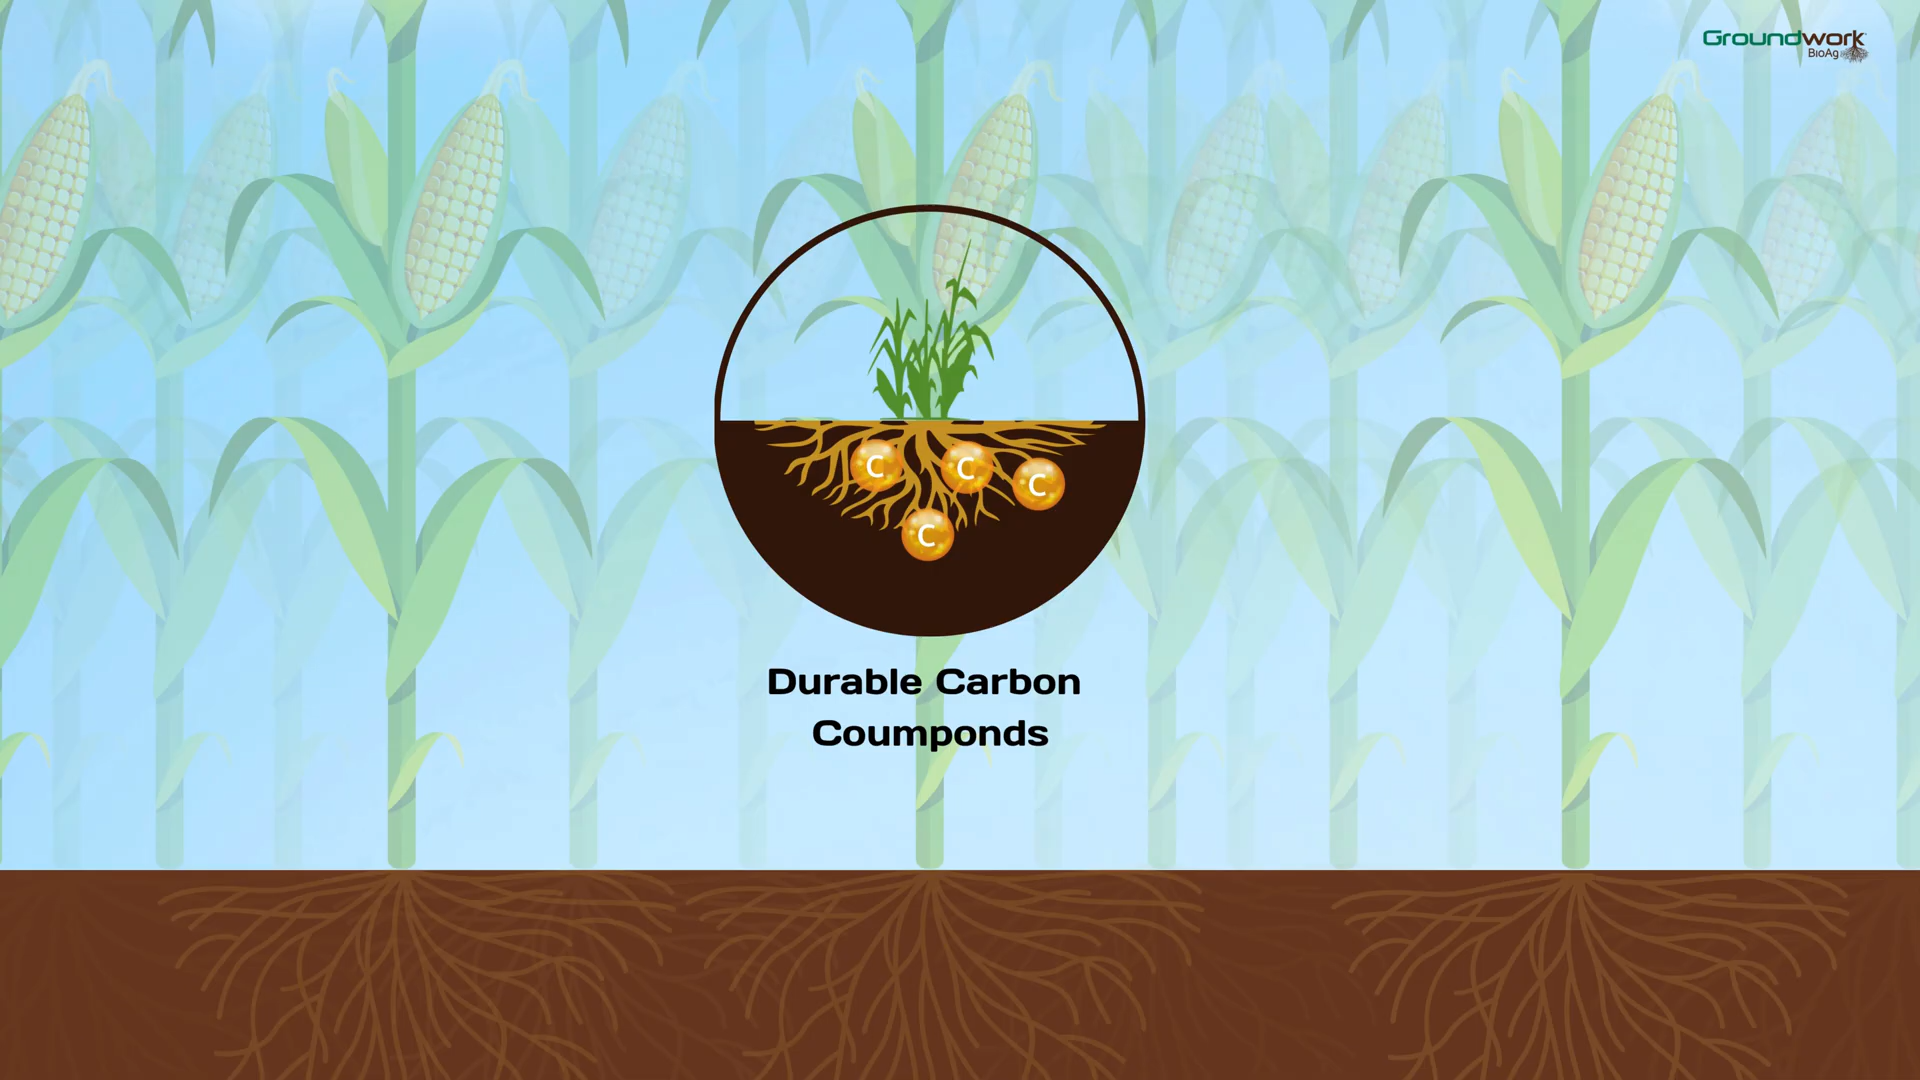 Groundwork
BioAg
C C C
C
Durable Carbon
Coumponds